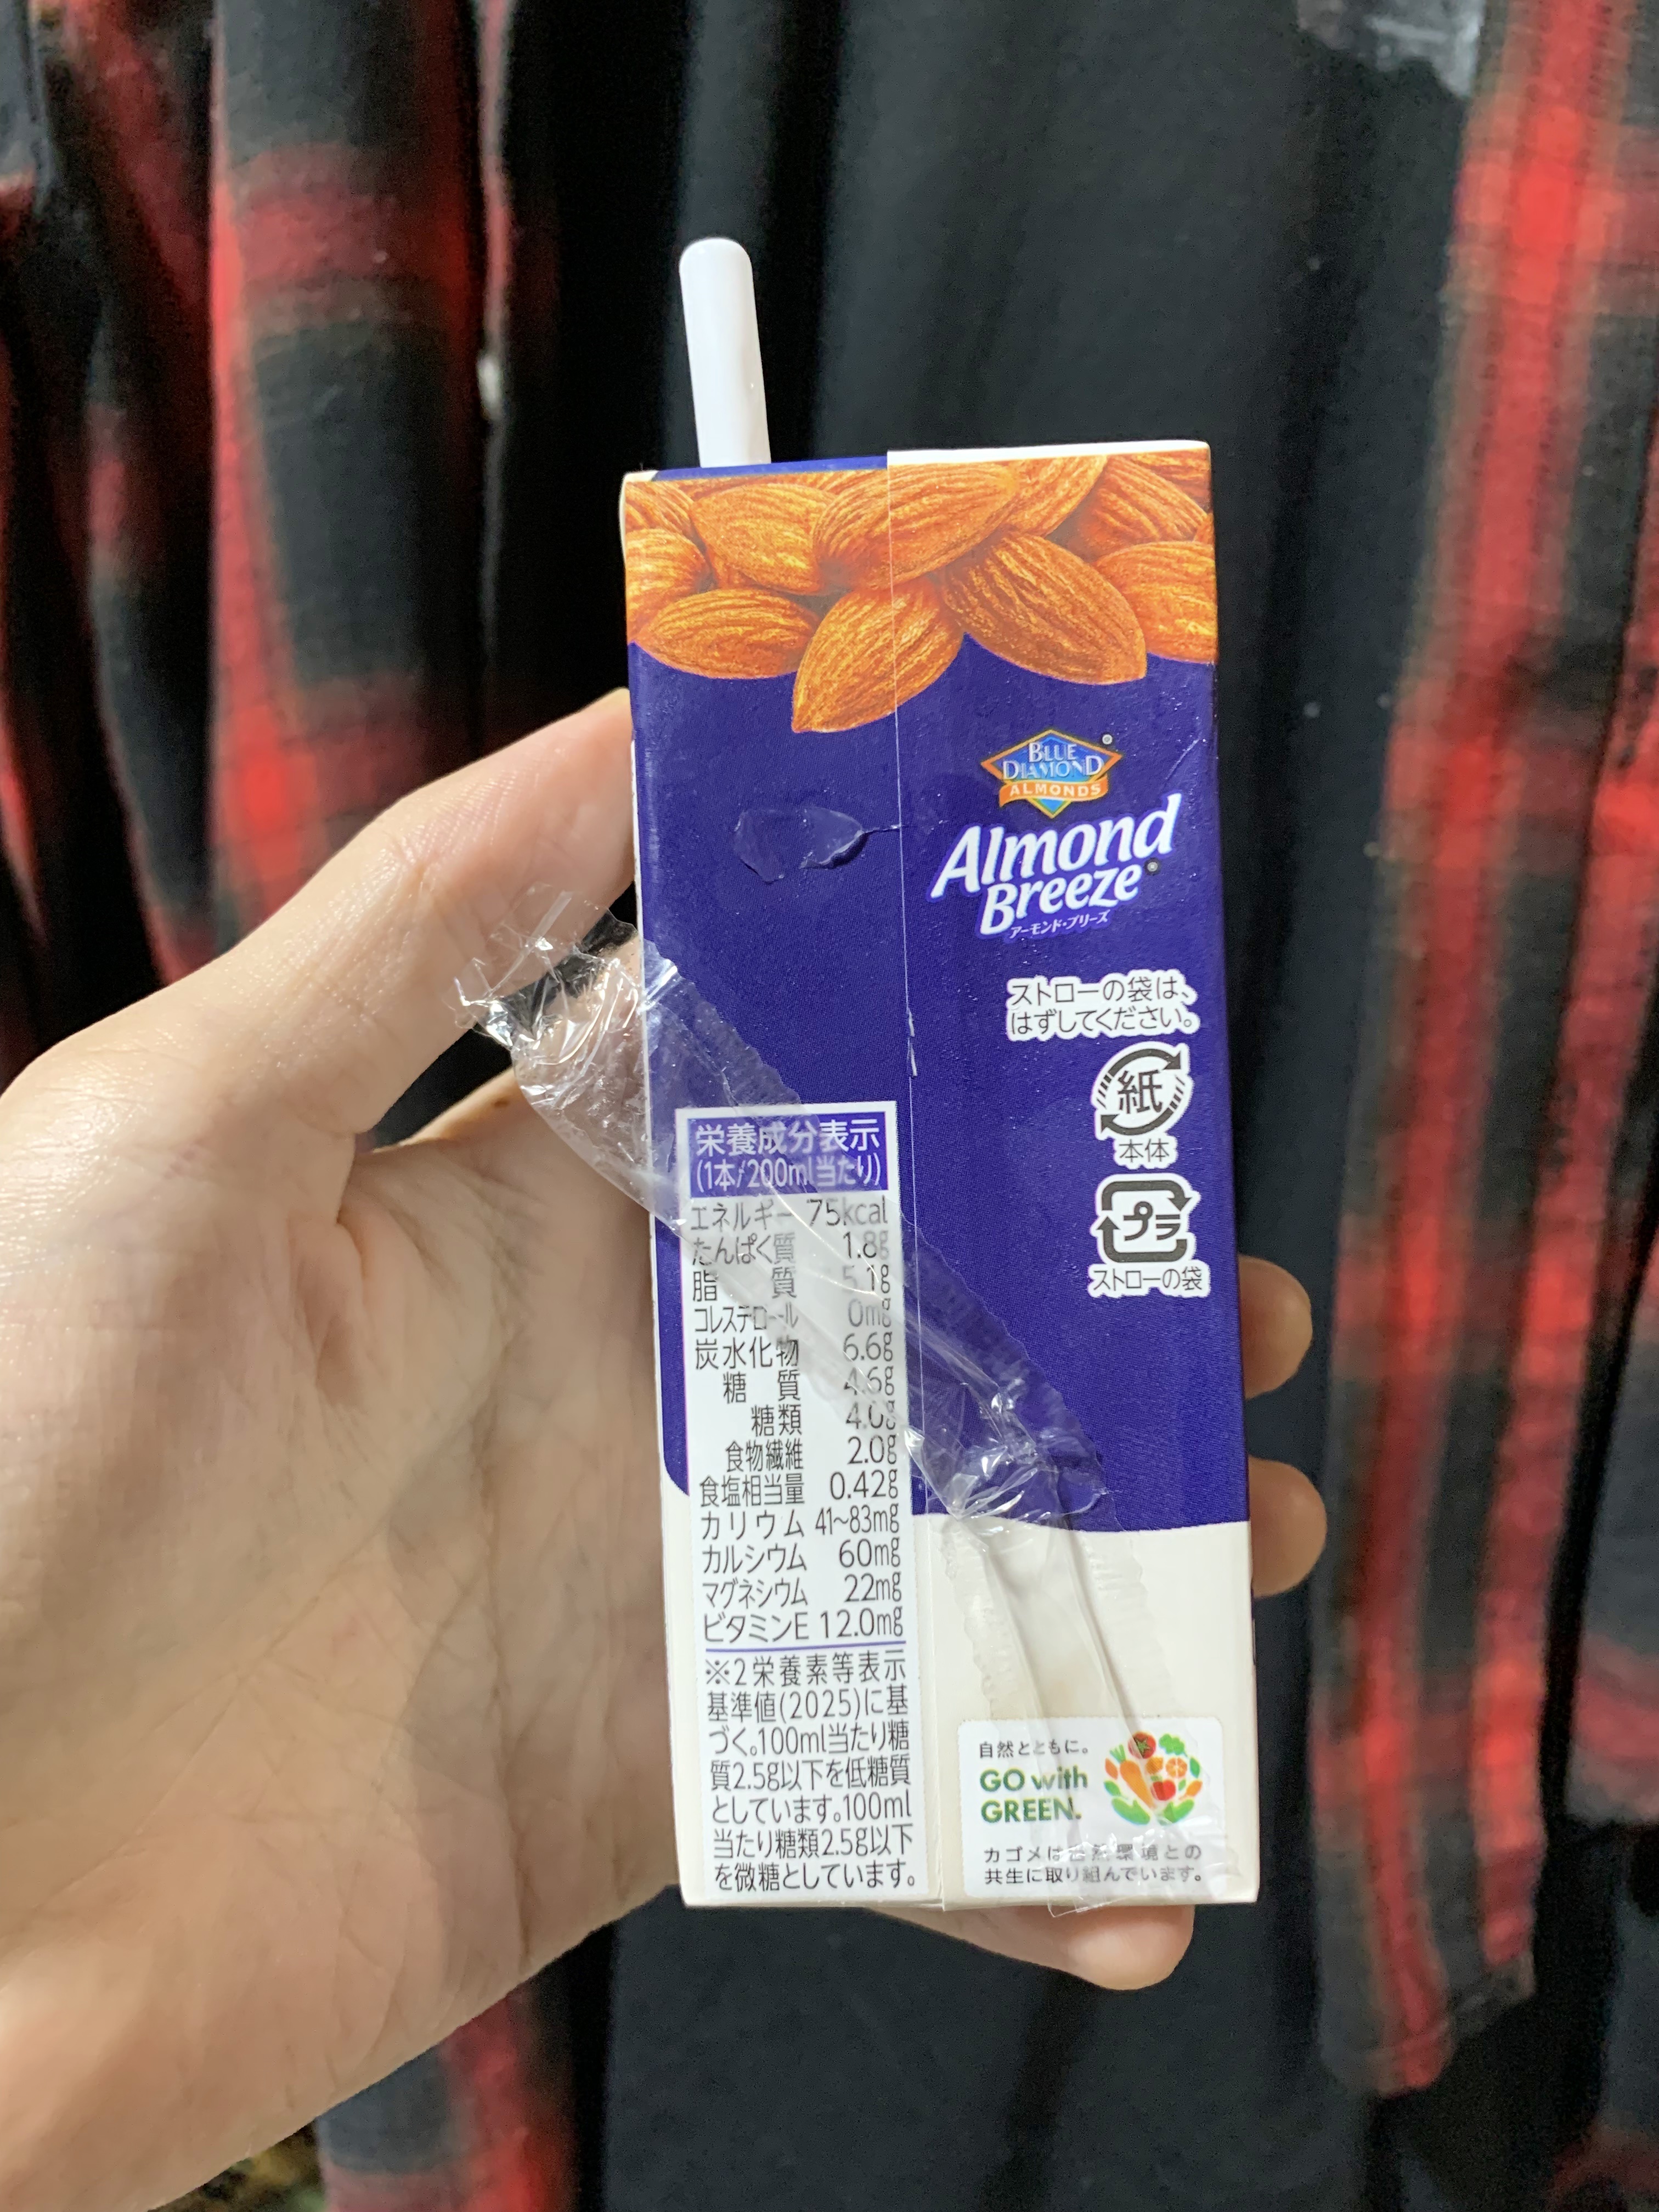 BLUE
DIAMOND
ALMONDS
Almond
Breeze
アーモンド・ブリーズ
ストローの袋は、
はずしてください。
紙
本体
プラ
ストローの袋
栄養成分表示
(1本/200ml当たり)
エネルギー 75kcal
たんぱく質 1.8g
脂質 5.1g
コレステロール 0mg
炭水化物 6.6g
糖質 4.6g
糖類 4.0g
食物繊維 2.0g
食塩相当量 0.42g
カリウム 41~83mg
カルシウム 60mg
マグネシウム 22mg
ビタミンE 12.0mg
※2栄養素等表示
基準値(2025)に基
づく。100ml当たり糖
質2.5g以下を低糖質
としています。100ml
当たり糖類2.5g以下
を微糖としています。
自然とともに。
GO with
GREEN.
カゴメは自然環境との
共生に取り組んでいます。